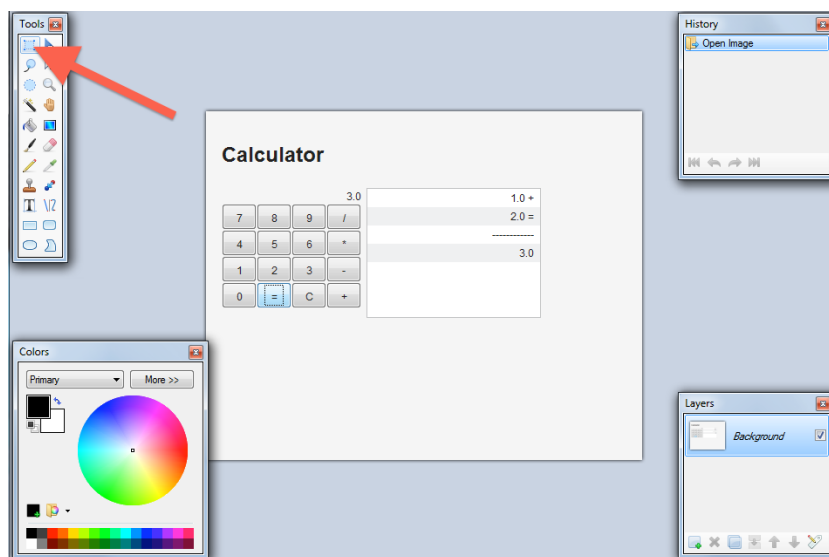 Tools
History
Open Image
Calculator
3.0
7 8 9 /
4 5 6 *
1 2 3 -
0 = C +
1.0 +
2.0 =
------------
3.0
Colors
Primary
More >>
Layers
Background